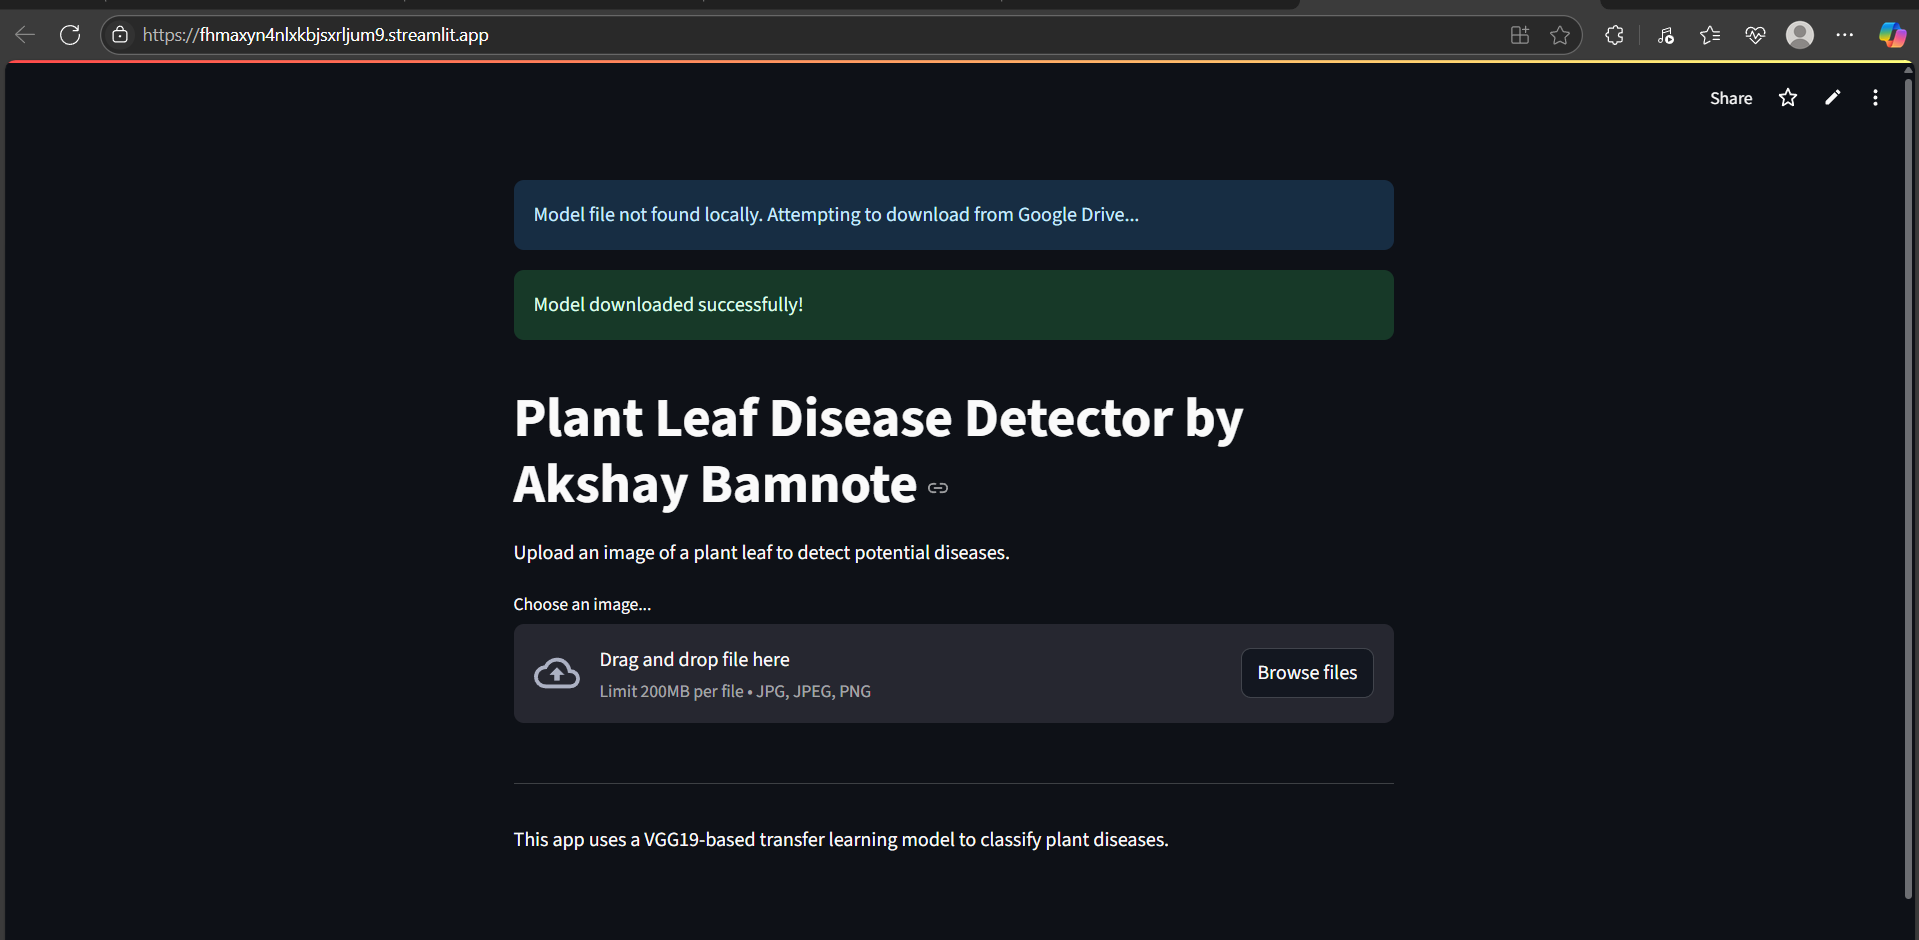 https://fhmaxyn4nlxkbjsxrljum9.streamlit.app
Share
Model file not found locally. Attempting to download from Google Drive...
Model downloaded successfully!
Plant Leaf Disease Detector by
Akshay Bamnote
Upload an image of a plant leaf to detect potential diseases.
Choose an image...
Drag and drop file here
Limit 200MB per file • JPG, JPEG, PNG
Browse files
This app uses a VGG19-based transfer learning model to classify plant diseases.